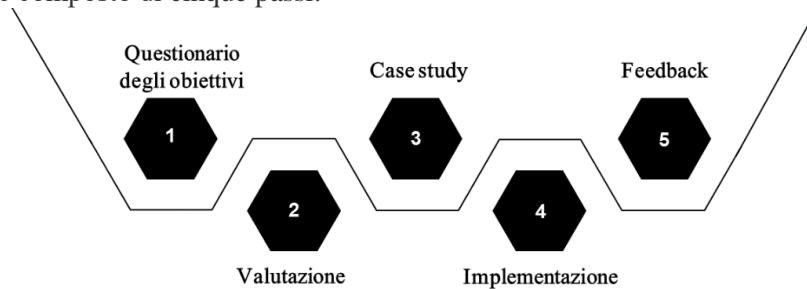 composto di cinque passi.
Questionario
degli obiettivi
1
Valutazione
2
Case study
3
Implementazione
4
Feedback
5